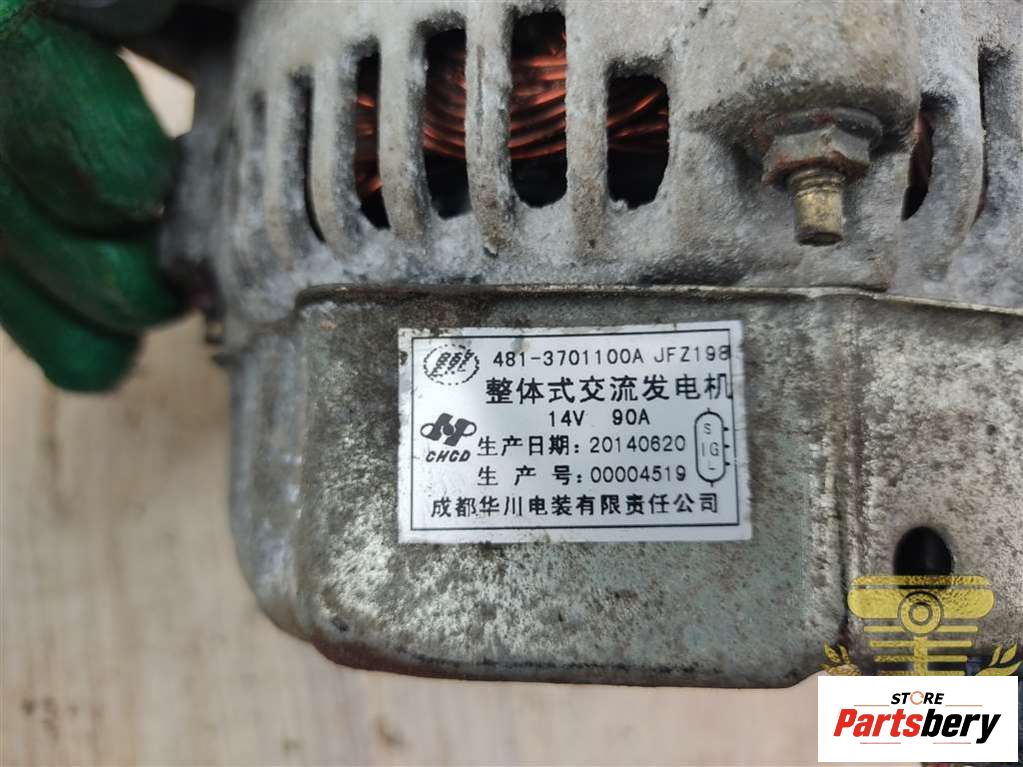 481-3701100A JFZ198
整体式交流发电机
14V 90A
CHCD
生产日期:20140620
生 产 号:00004519
S
IG
L
成都华川电装有限责任公司
STORE
Partsbery